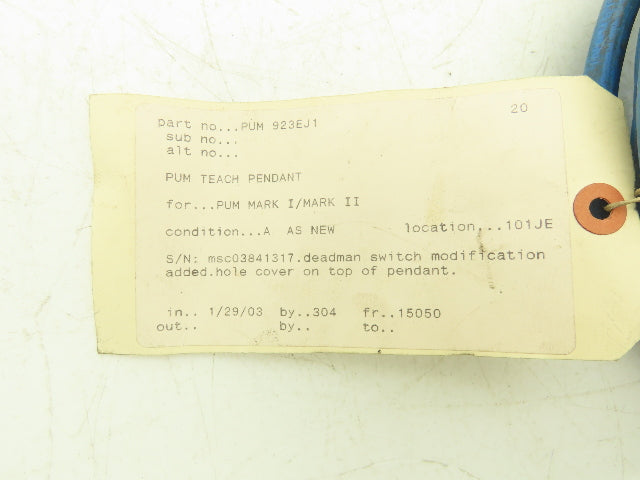 20
part no...PUM 923EJ1
sub no...
alt no...
PUM TEACH PENDANT
for...PUM MARK I/MARK II
condition...A AS NEW location...101JE
S/N: msc03841317.deadman switch modification
added.hole cover on top of pendant.
in.. 1/29/03 by..304 fr..15050
out.. by.. to..